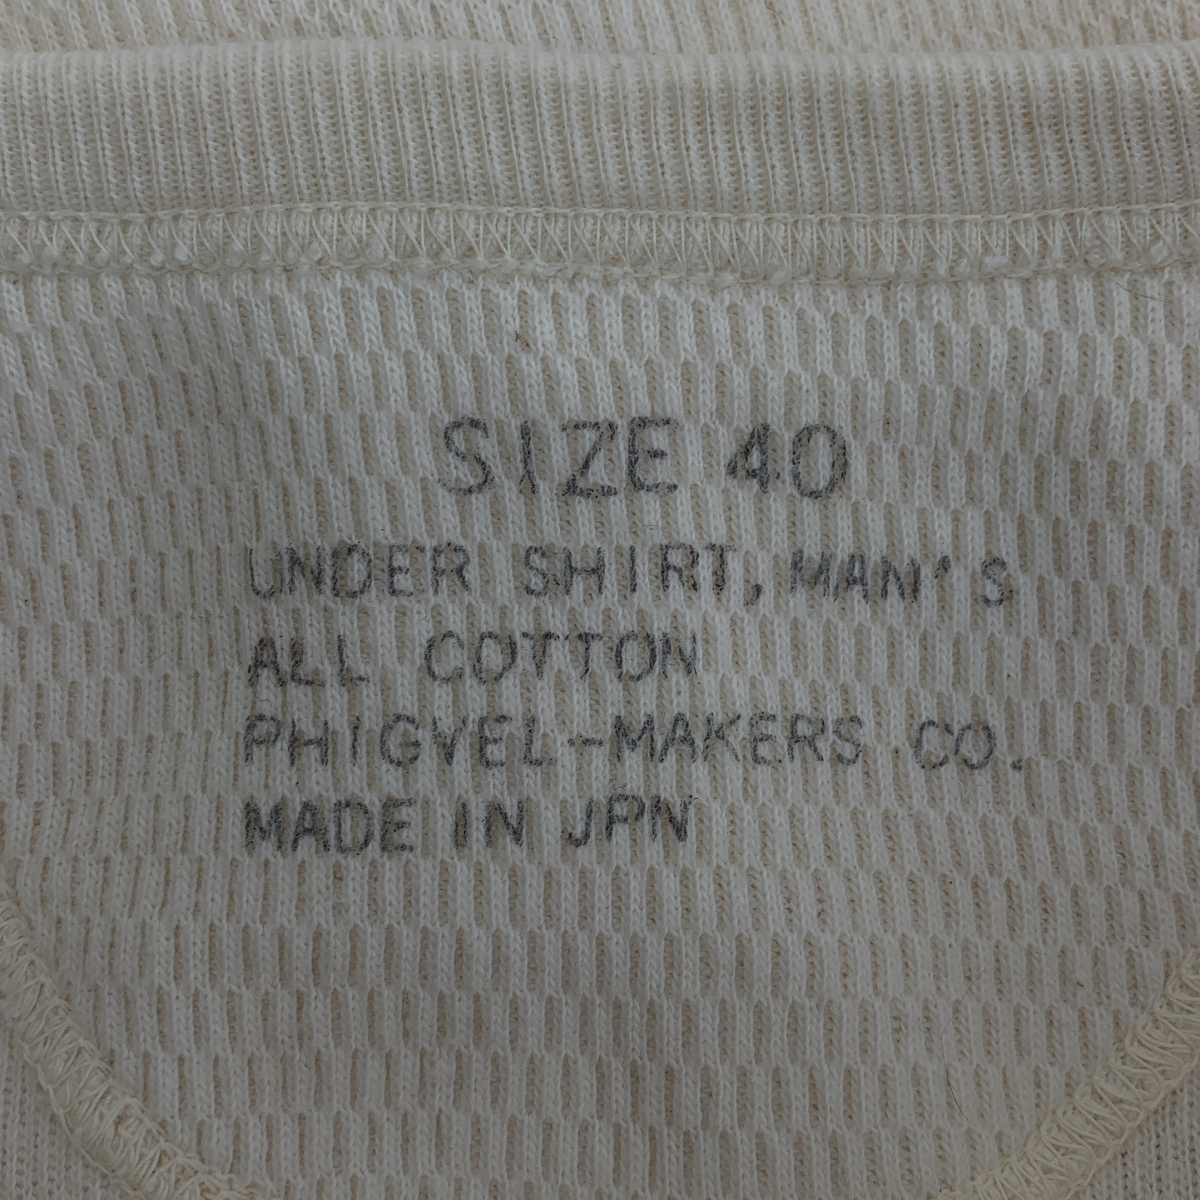 SIZE 40
UNDER SHIRT, MAN'S
ALL COTTON
PHIGVEL-MAKERS CO.
MADE IN JPN